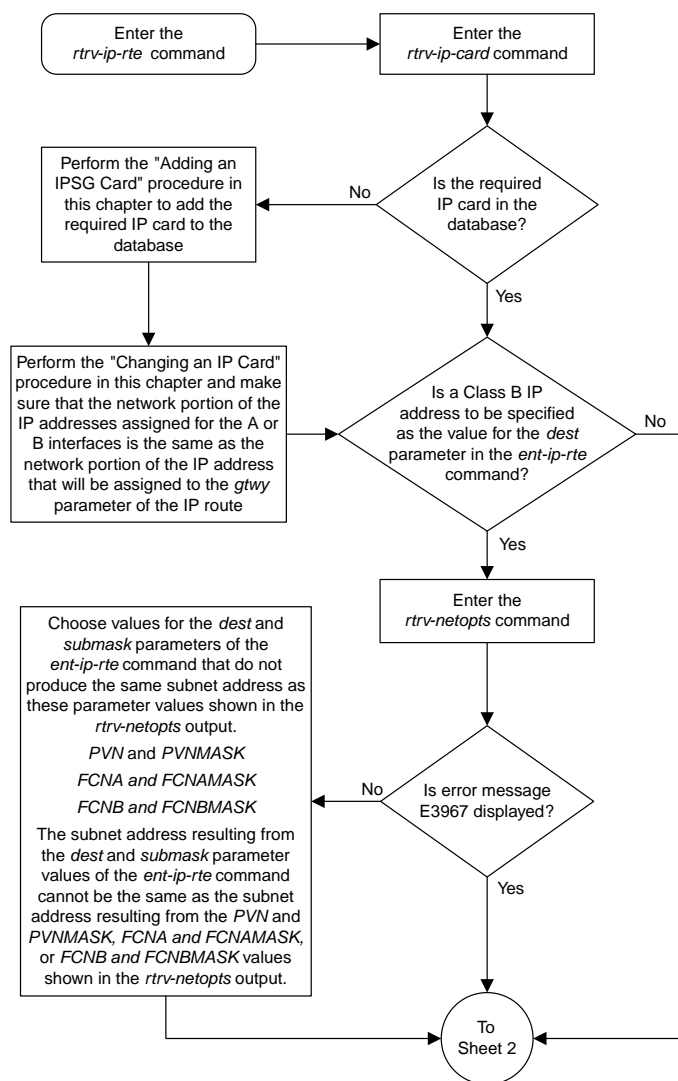 Enter the
rtrv-ip-rte command
Enter the
rtrv-ip-card command
Is the required
IP card in the
database?
No
Yes
Perform the "Adding an
IPSG Card" procedure in
this chapter to add the
required IP card to the
database
Perform the "Changing an IP Card"
procedure in this chapter and make
sure that the network portion of the
IP addresses assigned for the A or
B interfaces is the same as the
network portion of the IP address
that will be assigned to the gtwy
parameter of the IP route
Is a Class B IP
address to be specified
as the value for the dest
parameter in the
ent-ip-rte
command?
No
Yes
Enter the
rtrv-netopts command
Is error message
E3967 displayed?
No
Yes
Choose values for the dest and
submask parameters of the
ent-ip-rte command that do not
produce the same subnet address as
these parameter values shown in the
rtrv-netopts output.
PVN and PVNMASK
FCNA and FCNAMASK
FCNB and FCNBMASK
The subnet address resulting from
the dest and submask parameter
values of the ent-ip-rte command
cannot be the same as the subnet
address resulting from the PVN and
PVNMASK, FCNA and FCNAMASK,
or FCNB and FCNBMASK values
shown in the rtrv-netopts output.
To
Sheet 2